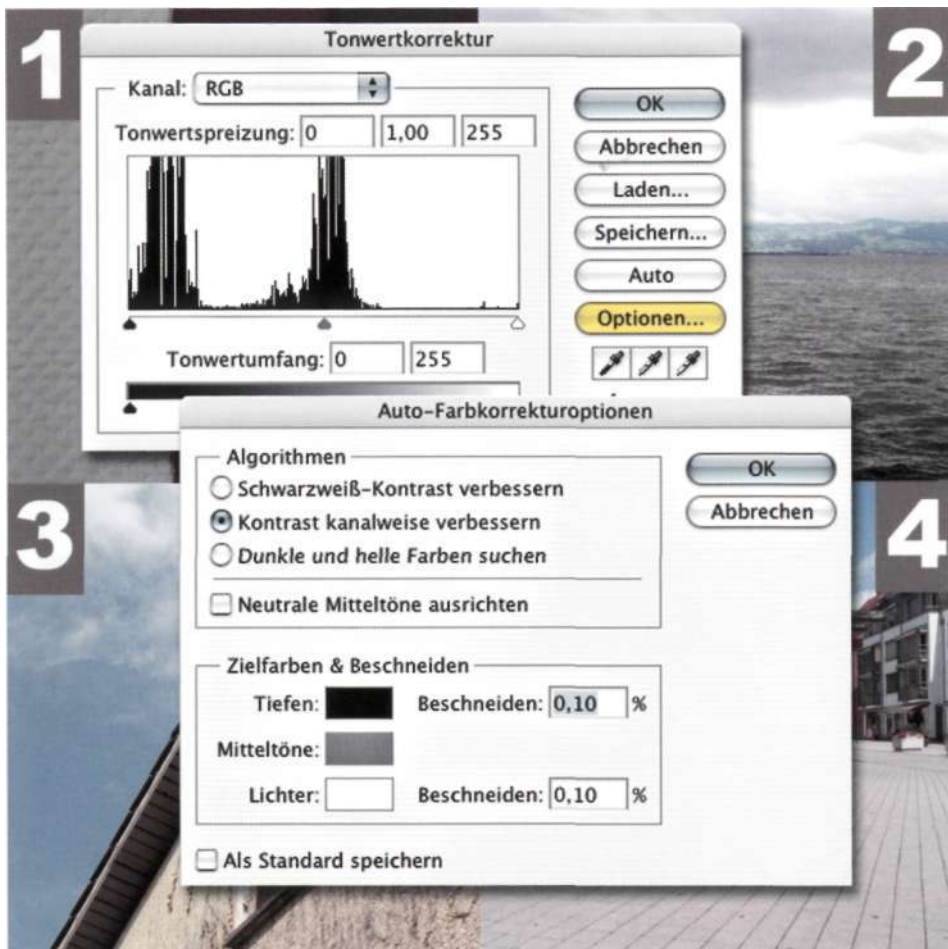 1
2
Tonwertkorrektur
Kanal: RGB
Tonwertspreizung: 0 1,00 255
OK
Abbrechen
Laden...
Speichern...
Auto
Optionen...
Tonwertumfang: 0 255
3
4
Auto-Farbkorrekturoptionen
Algorithmen
Schwarzweiß-Kontrast verbessern
Kontrast kanalweise verbessern
Dunkle und helle Farben suchen
Neutrale Mitteltöne ausrichten
OK
Abbrechen
Zielfarben & Beschneiden
Tiefen: Beschneiden: 0,10 %
Mitteltöne:
Lichter: Beschneiden: 0,10 %
Als Standard speichern